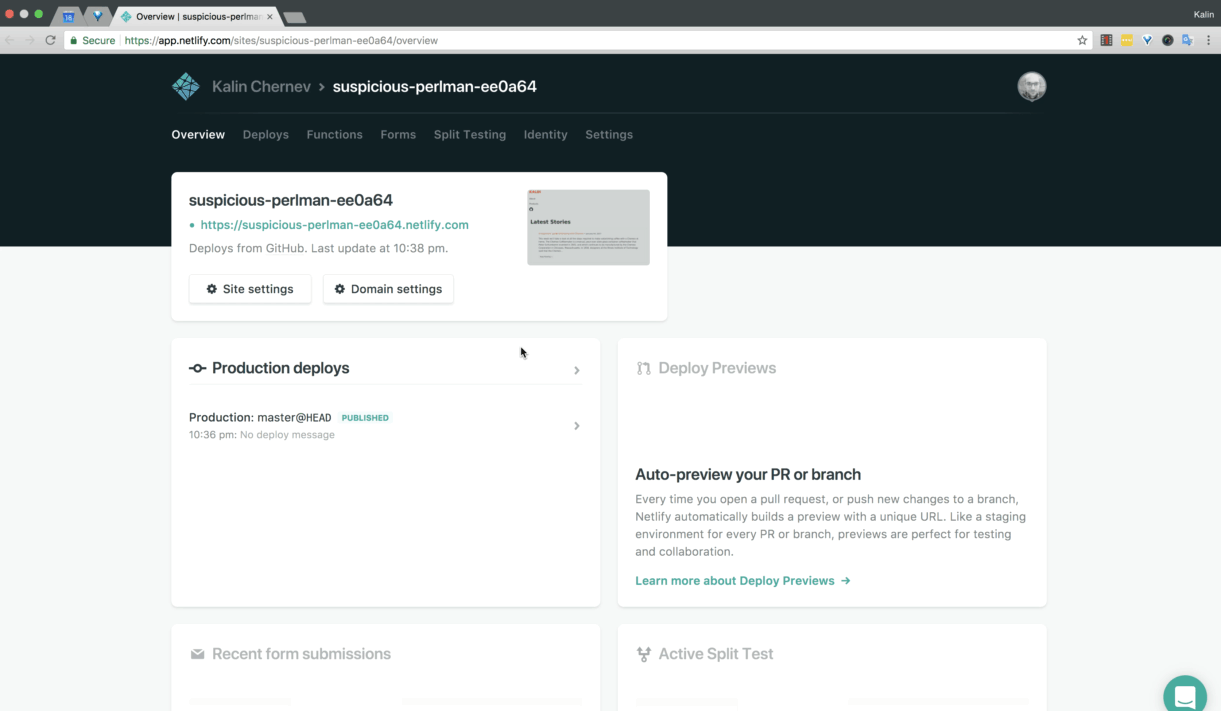 Overview | suspicious-perlman
Kalin
Secure
https://app.netlify.com/sites/suspicious-perlman-ee0a64/overview
Kalin Chernev > suspicious-perlman-ee0a64
Overview Deploys Functions Forms Split Testing Identity Settings
suspicious-perlman-ee0a64
https://suspicious-perlman-ee0a64.netlify.com
Deploys from GitHub. Last update at 10:38 pm.
Latest Stories
Site settings
Domain settings
Production deploys
Production: master@HEAD PUBLISHED
10:36 pm: No deploy message
Deploy Previews
Auto-preview your PR or branch
Every time you open a pull request, or push new changes to a branch,
Netlify automatically builds a preview with a unique URL. Like a staging
environment for every PR or branch, previews are perfect for testing
and collaboration.
Learn more about Deploy Previews →
Recent form submissions
Active Split Test